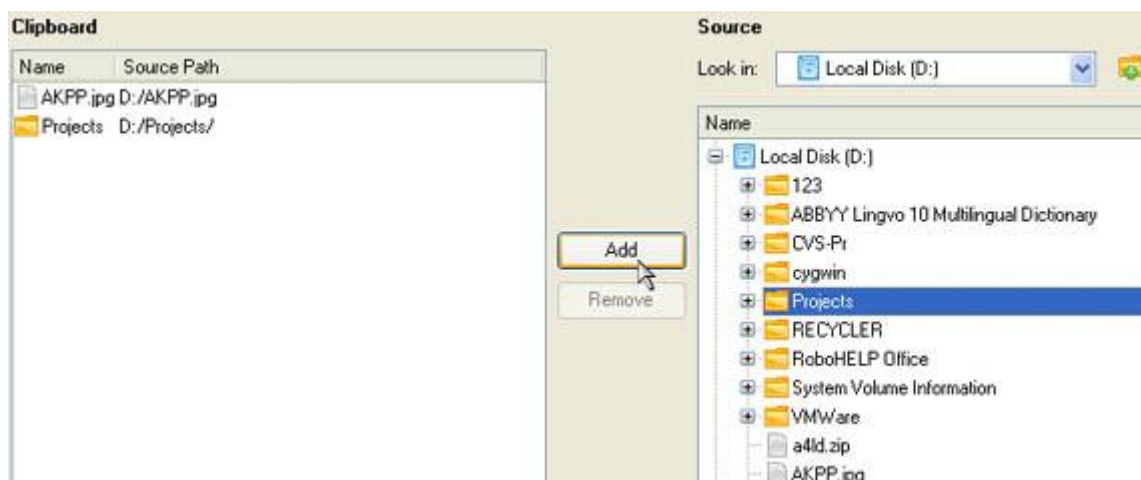 Clipboard
Name Source Path
AKPP.jpg D:/AKPP.jpg
Projects D:/Projects/
Add
Remove
Source
Look in: Local Disk (D:)
Name
Local Disk (D:)
123
ABBYY Lingvo 10 Multilingual Dictionary
CVS-Pr
cygwin
Projects
RECYCLER
RoboHELP Office
System Volume Information
VMWare
a4ld.zip
AKPP.jpg